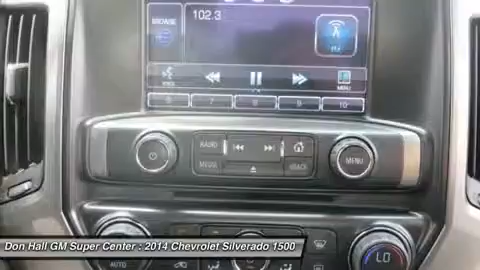 BROWSE 102.3
MENU
6 7 8 9 10
RADIO
MEDIA BACK
MENU
LO
AUTO
Don Hall GM Super Center : 2014 Chevrolet Silverado 1500